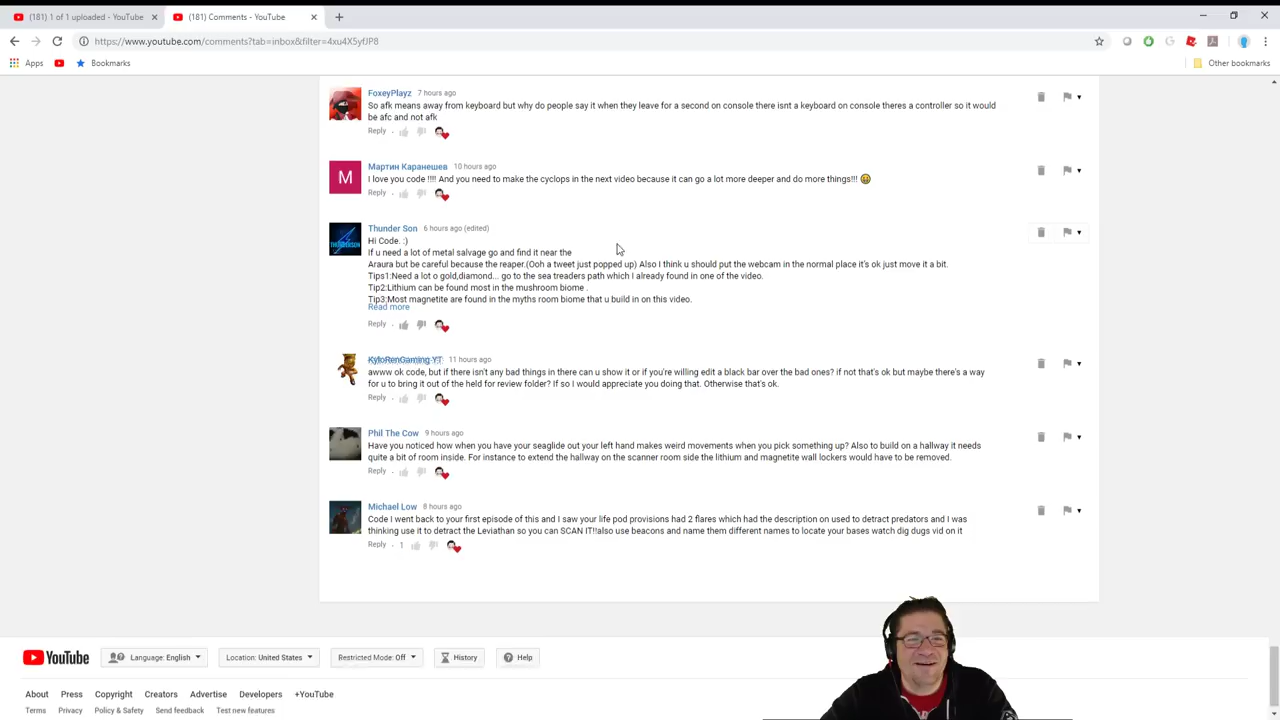 (181) 1 of 1 uploaded - YouTube
(181) Comments - YouTube
https://www.youtube.com/comments?tab=inbox&filter=4xu4X5yfJP8
Apps
Bookmarks
Other bookmarks
FoxeyPlayz 7 hours ago
So afk means away from keyboard but why do people say it when they leave for a second on console there isnt a keyboard on console theres a controller so it would
be afc and not afk
Reply
M
Мартин Каранешев 10 hours ago
I love you code !!!! And you need to make the cyclops in the next video because it can go a lot more deeper and do more things!!! 😀
Reply
Thunder Son 6 hours ago (edited)
Hi Code. :)
If u need a lot of metal salvage go and find it near the
Araura but be careful because the reaper.(Ooh a tweet just popped up) Also I think u should put the webcam in the normal place it's ok just move it a bit.
Tips1:Need a lot o gold,diamond... go to the sea treaders path which I already found in one of the video.
Tip2:Lithium can be found most in the mushroom biome .
Tip3:Most magnetite are found in the myths room biome that u build in on this video.
Read more
Reply
KyloRenGaming YT 11 hours ago
awww ok code, but if there isn't any bad things in there can u show it or if you're willing edit a black bar over the bad ones? if not that's ok but maybe there's a way
for u to bring it out of the held for review folder? If so I would appreciate you doing that. Otherwise that's ok.
Reply
Phil The Cow 9 hours ago
Have you noticed how when you have your seaglide out your left hand makes weird movements when you pick something up? Also to build on a hallway it needs
quite a bit of room inside. For instance to extend the hallway on the scanner room side the lithium and magnetite wall lockers would have to be removed.
Reply
Michael Low 8 hours ago
Code I went back to your first episode of this and I saw your life pod provisions had 2 flares which had the description on used to detract predators and I was
thinking use it to detract the Leviathan so you can SCAN IT!!also use beacons and name them different names to locate your bases watch dig dugs vid on it
Reply 1
YouTube
Language: English
Location: United States
Restricted Mode: Off
History
Help
About Press Copyright Creators Advertise Developers +YouTube
Terms Privacy Policy & Safety Send feedback Test new features